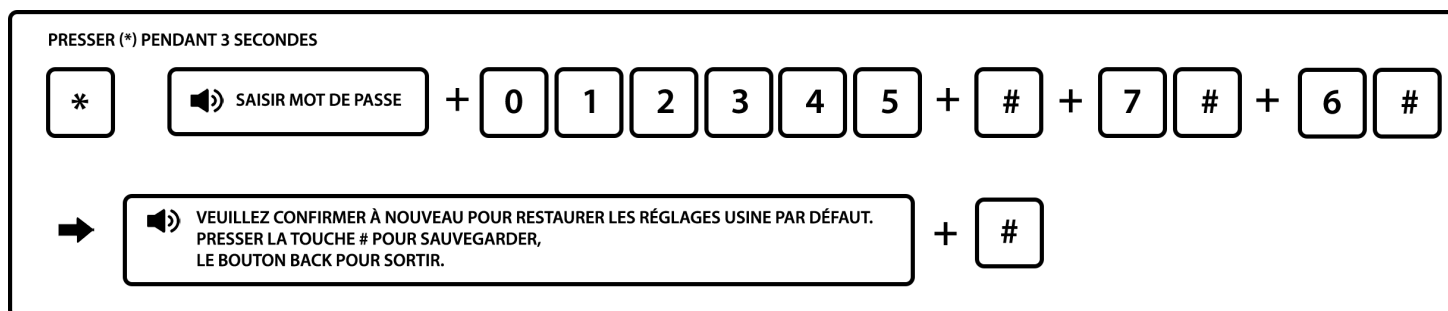 PRESSER (*) PENDANT 3 SECONDES
* SAISIR MOT DE PASSE + 0 1 2 3 4 5 + # + 7 # + 6 #
VEUILLEZ CONFIRMER À NOUVEAU POUR RESTAURER LES RÉGLAGES USINE PAR DÉFAUT.
PRESSER LA TOUCHE # POUR SAUVEGARDER, + #
LE BOUTON BACK POUR SORTIR.